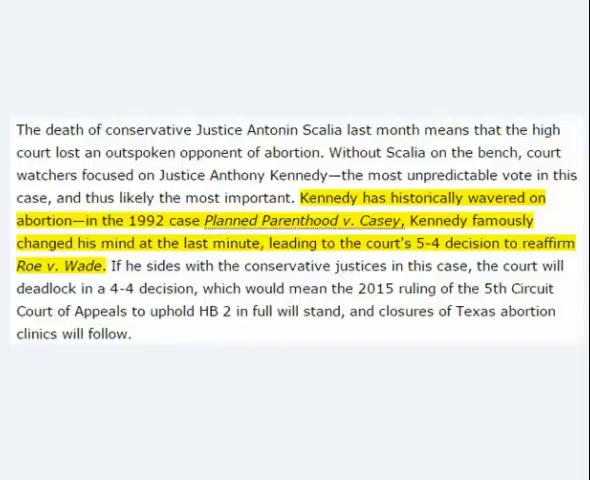 The death of conservative Justice Antonin Scalia last month means that the high
court lost an outspoken opponent of abortion. Without Scalia on the bench, court
watchers focused on Justice Anthony Kennedy—the most unpredictable vote in this
case, and thus likely the most important. Kennedy has historically wavered on
abortion—in the 1992 case Planned Parenthood v. Casey, Kennedy famously
changed his mind at the last minute, leading to the court's 5-4 decision to reaffirm
Roe v. Wade. If he sides with the conservative justices in this case, the court will
deadlock in a 4-4 decision, which would mean the 2015 ruling of the 5th Circuit
Court of Appeals to uphold HB 2 in full will stand, and closures of Texas abortion
clinics will follow.